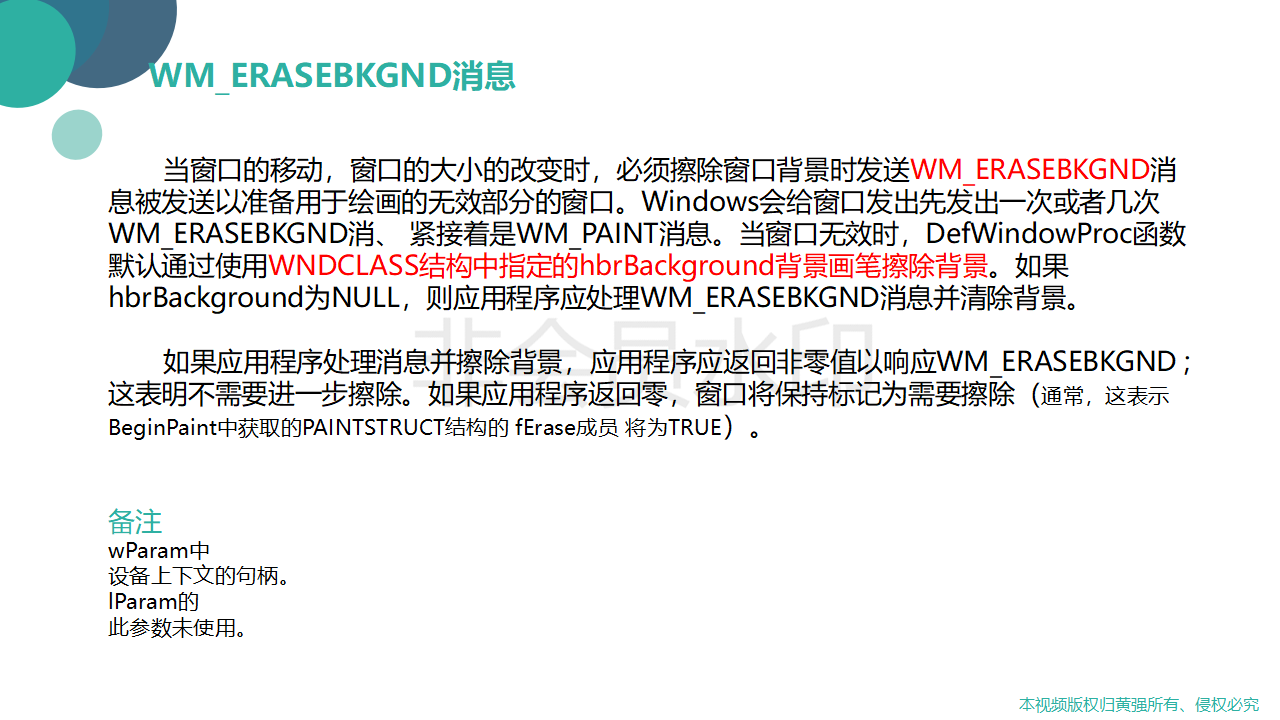 WM_ERASEBKGND消息
当窗口的移动，窗口的大小的改变时，必须擦除窗口背景时发送WM_ERASEBKGND消
息被发送以准备用于绘画的无效部分的窗口。Windows会给窗口发出先发出一次或者几次
WM_ERASEBKGND消、 紧接着是WM_PAINT消息。当窗口无效时，DefWindowProc函数
默认通过使用WNDCLASS结构中指定的hbrBackground背景画笔擦除背景。如果
hbrBackground为NULL，则应用程序应处理WM_ERASEBKGND消息并清除背景。
非会员水印
如果应用程序处理消息并擦除背景，应用程序应返回非零值以响应WM_ERASEBKGND；
这表明不需要进一步擦除。如果应用程序返回零，窗口将保持标记为需要擦除（通常，这表示
BeginPaint中获取的PAINTSTRUCT结构的 fErase成员 将为TRUE）。
备注
wParam中
设备上下文的句柄。
lParam的
此参数未使用。
本视频版权归黄强所有、侵权必究